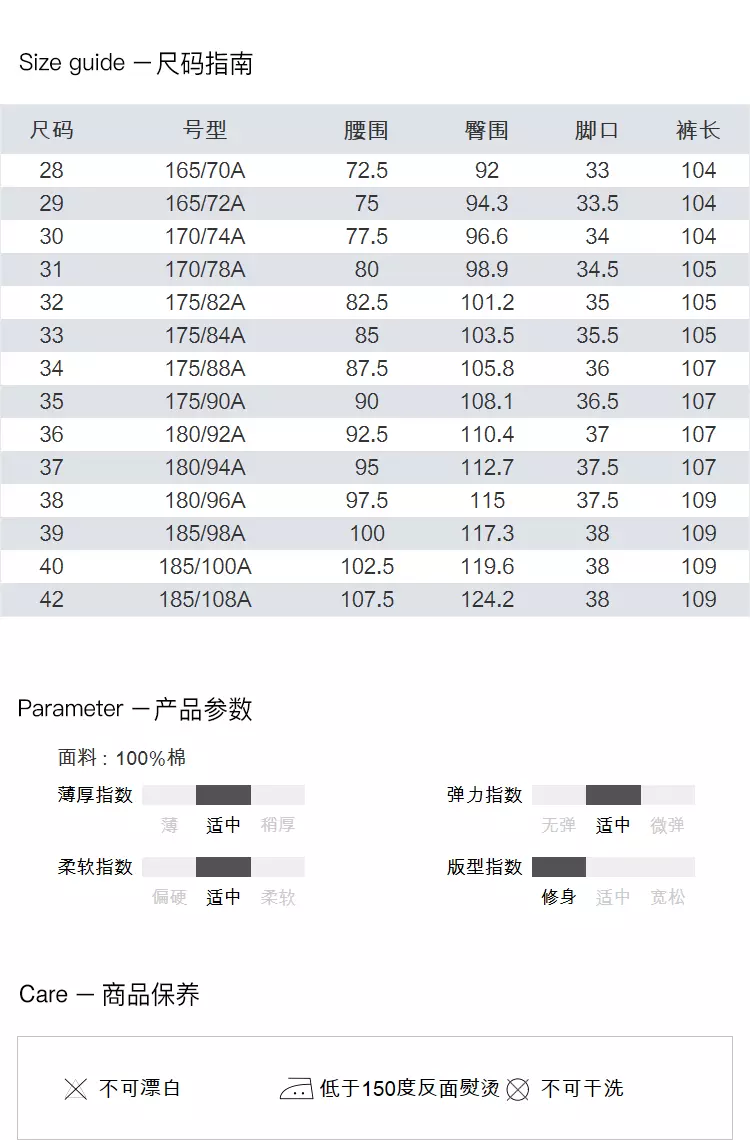 Size guide — 尺码指南
尺码 号型 腰围 臀围 脚口 裤长
28 165/70A 72.5 92 33 104
29 165/72A 75 94.3 33.5 104
30 170/74A 77.5 96.6 34 104
31 170/78A 80 98.9 34.5 105
32 175/82A 82.5 101.2 35 105
33 175/84A 85 103.5 35.5 105
34 175/88A 87.5 105.8 36 107
35 175/90A 90 108.1 36.5 107
36 180/92A 92.5 110.4 37 107
37 180/94A 95 112.7 37.5 107
38 180/96A 97.5 115 37.5 109
39 185/98A 100 117.3 38 109
40 185/100A 102.5 119.6 38 109
42 185/108A 107.5 124.2 38 109
Parameter — 产品参数
面料：100%棉
薄厚指数 弹力指数
薄 适中 稍厚 无弹 适中 微弹
柔软指数 版型指数
偏硬 适中 柔软 修身 适中 宽松
Care — 商品保养
不可漂白 低于150度反面熨烫 不可干洗